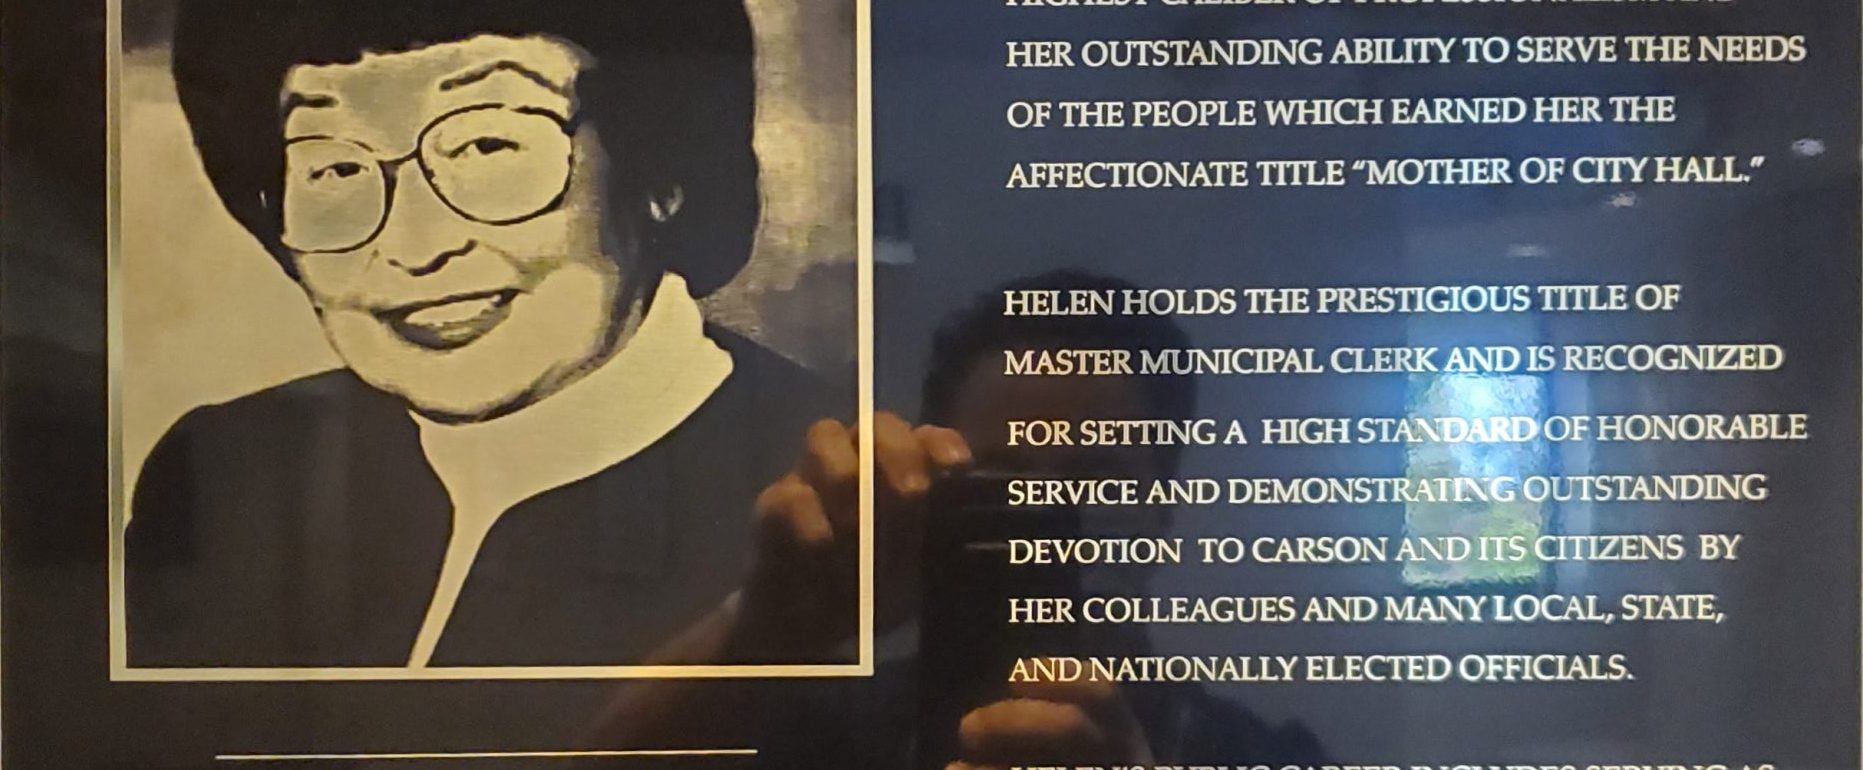 HER OUTSTANDING ABILITY TO SERVE THE NEEDS
OF THE PEOPLE WHICH EARNED HER THE
AFFECTIONATE TITLE “MOTHER OF CITY HALL.”
HELEN HOLDS THE PRESTIGIOUS TITLE OF
MASTER MUNICIPAL CLERK AND IS RECOGNIZED
FOR SETTING A HIGH STANDARD OF HONORABLE
SERVICE AND DEMONSTRATING OUTSTANDING
DEVOTION TO CARSON AND ITS CITIZENS BY
HER COLLEAGUES AND MANY LOCAL, STATE,
AND NATIONALLY ELECTED OFFICIALS.